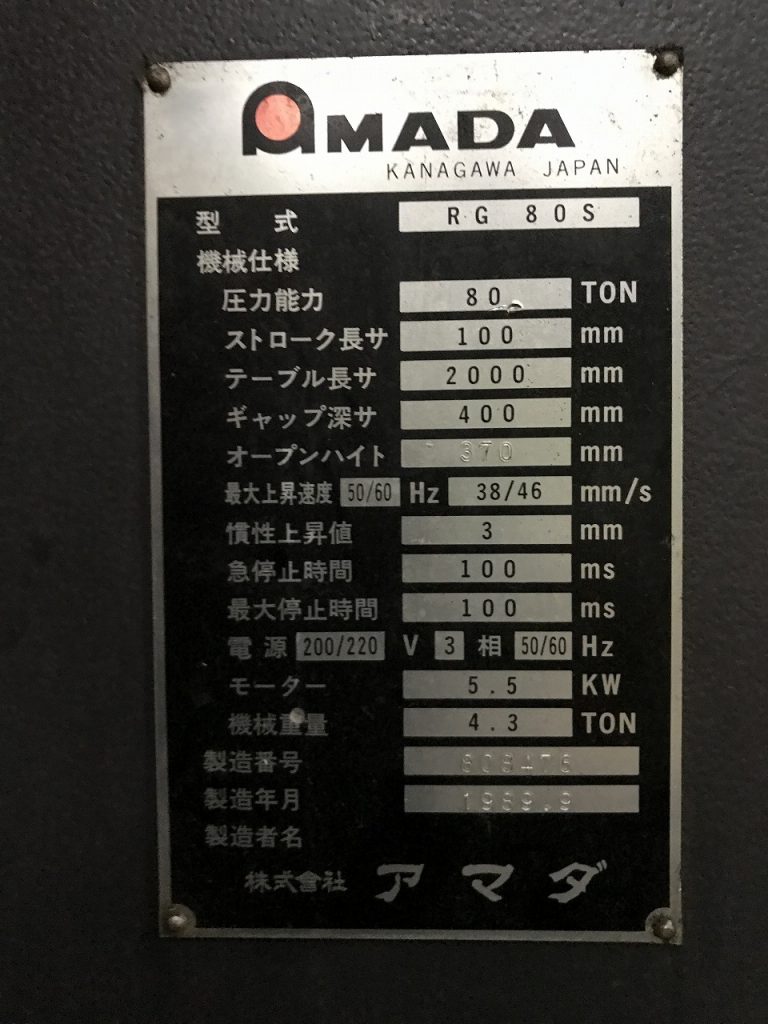 AMADA
KANAGAWA JAPAN
型 式 RG 80S
機械仕様
圧力能力 80 TON
ストローク長サ 100 mm
テーブル長サ 2000 mm
ギャップ深サ 400 mm
オープンハイト 370 mm
最大上昇速度 50/60 Hz 38/46 mm/s
慣性上昇値 3 mm
急停止時間 100 ms
最大停止時間 100 ms
電源 200/220 V 3 相 50/60 Hz
モーター 5.5 KW
機械重量 4.3 TON
製造番号
製造年月 1989.9
製造者名
株式會社 アマダ